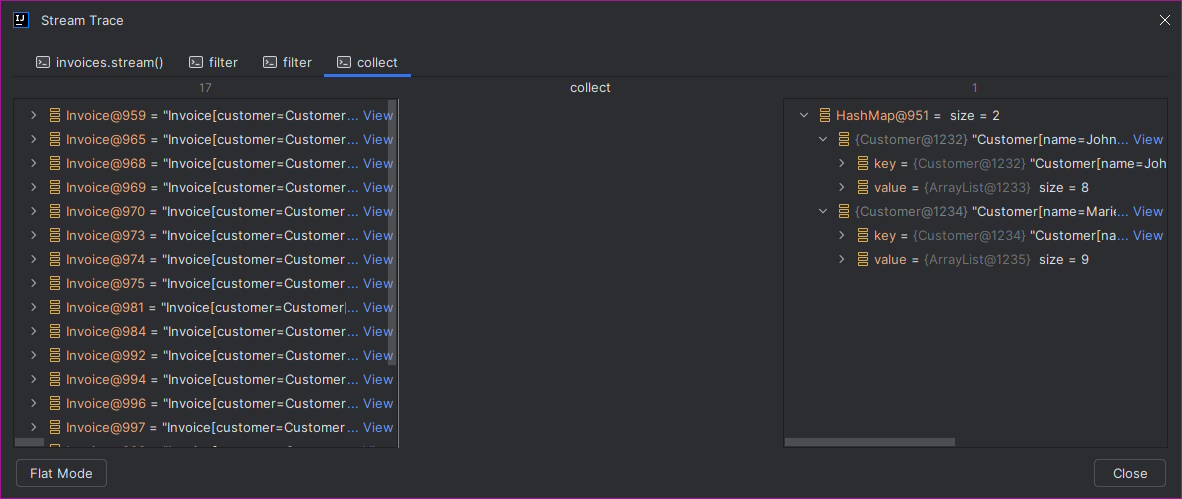 Stream Trace
invoices.stream() filter filter collect
17 collect 1
Invoice@959 = "Invoice[customer=Customer... View
Invoice@965 = "Invoice[customer=Customer... View
Invoice@968 = "Invoice[customer=Customer... View
Invoice@969 = "Invoice[customer=Customer... View
Invoice@970 = "Invoice[customer=Customer... View
Invoice@973 = "Invoice[customer=Customer... View
Invoice@974 = "Invoice[customer=Customer... View
Invoice@975 = "Invoice[customer=Customer... View
Invoice@981 = "Invoice[customer=Customer[ View
Invoice@984 = "Invoice[customer=Customer... View
Invoice@992 = "Invoice[customer=Customer... View
Invoice@994 = "Invoice[customer=Customer... View
Invoice@996 = "Invoice[customer=Customer... View
Invoice@997 = "Invoice[customer=Customer... View
HashMap@951 = size = 2
{Customer@1232} "Customer[name=John... View
key = {Customer@1232} "Customer[name=Joh
value = {ArrayList@1233} size = 8
{Customer@1234} "Customer[name=Marie... View
key = {Customer@1234} "Customer[na... View
value = {ArrayList@1235} size = 9
Flat Mode
Close